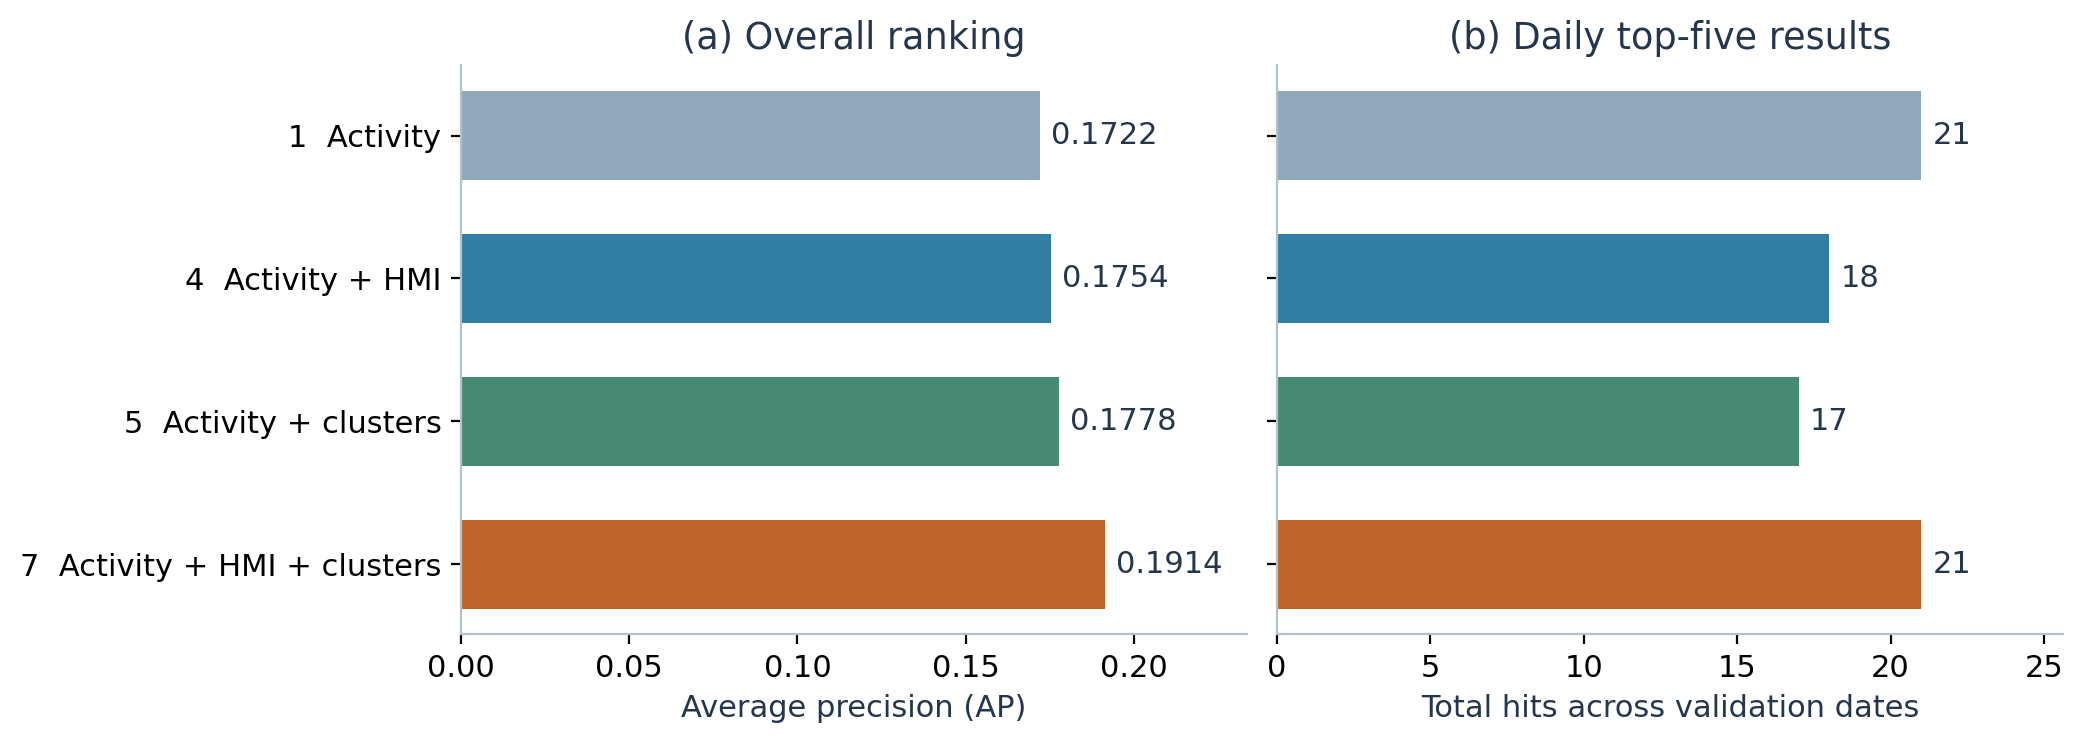 (a) Overall ranking
1  Activity
0.1722
4  Activity + HMI
0.1754
5  Activity + clusters
0.1778
7  Activity + HMI + clusters
0.1914
0.00 0.05 0.10 0.15 0.20
Average precision (AP)
(b) Daily top-five results
21
18
17
21
0 5 10 15 20 25
Total hits across validation dates